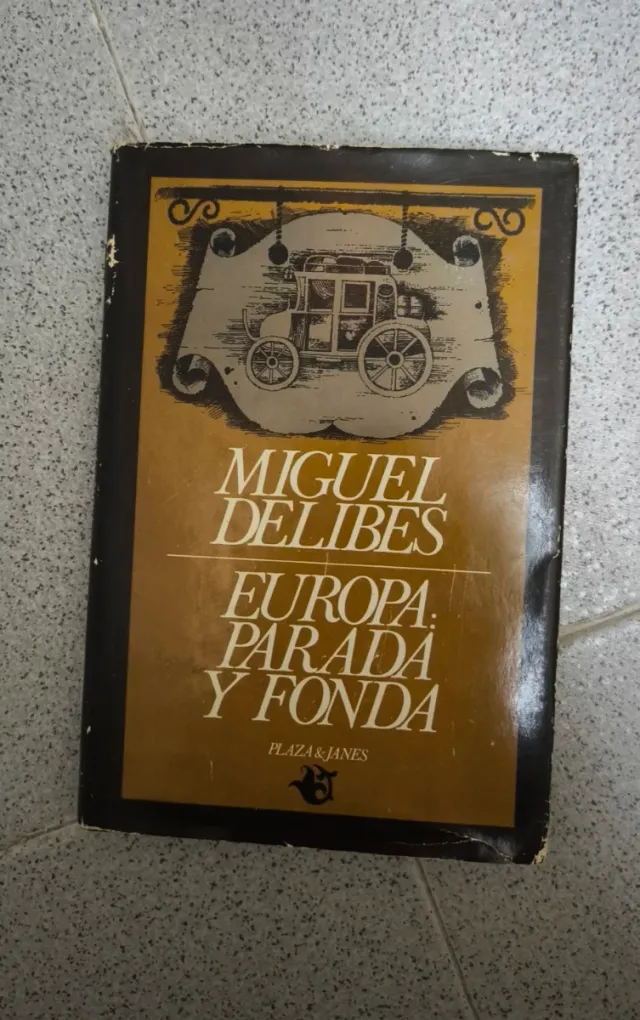 MIGUEL
DELIBES
EUROPA:
PARADA
Y FONDA
PLAZA & JANES